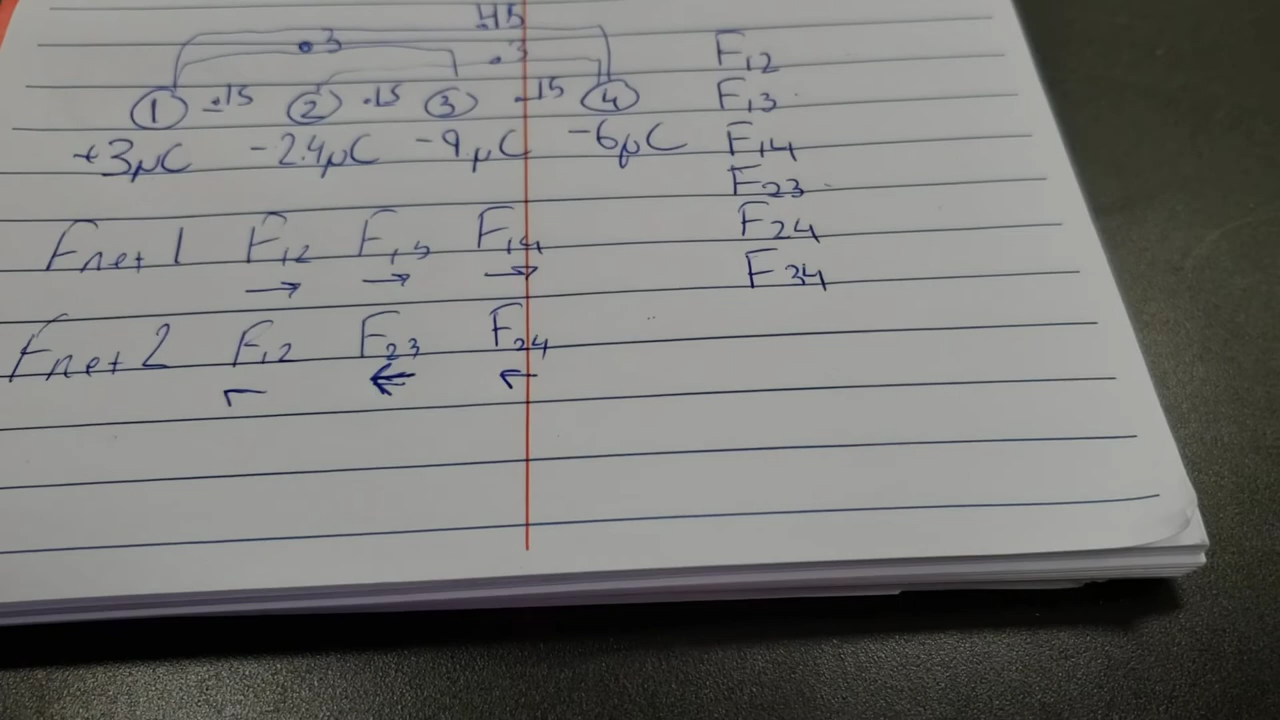 .45
.3 .3
1 .15 2 .15 3 .15 4
+3μC -2.4μC -9μC -6μC
F12
F13
F14
F23
F24
F34
Fnet 1 F12 F13 F14
→ → →
Fnet 2 F12 F23 F24
← ← ←